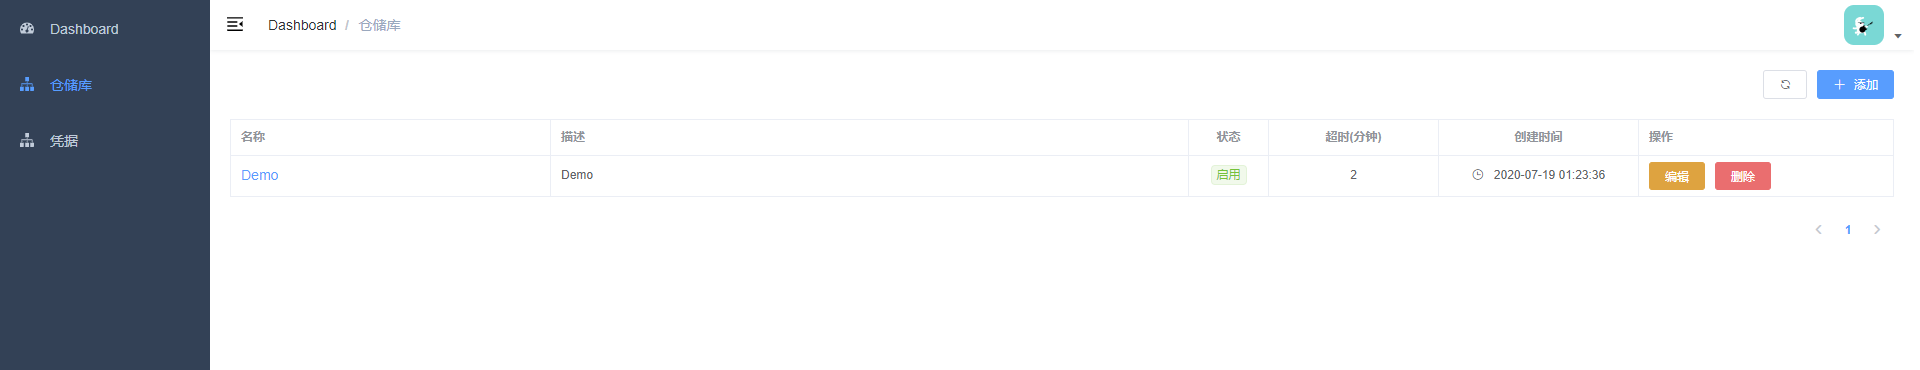 Dashboard
仓储库
凭据
Dashboard / 仓储库
添加
名称 描述 状态 超时(分钟) 创建时间 操作
Demo Demo 启用 2 2020-07-19 01:23:36 编辑 删除
1